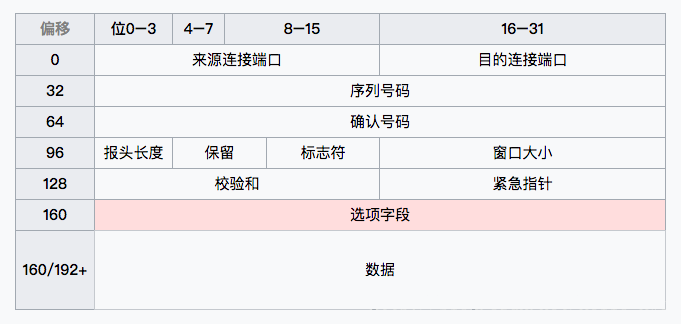 偏移 位0—3 4—7 8—15 16—31
0 来源连接端口 目的连接端口
32 序列号码
64 确认号码
96 报头长度 保留 标志符 窗口大小
128 校验和 紧急指针
160 选项字段
160/192+ 数据